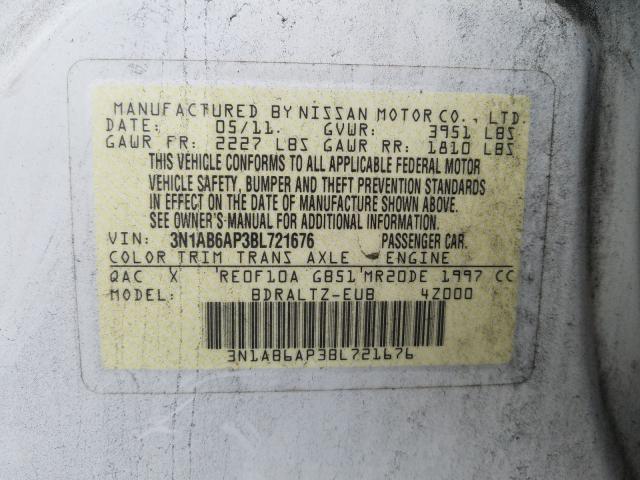 MANUFACTURED BY NISSAN MOTOR CO., LTD.
DATE: 05/11. GVWR: 3951 LBS
GAWR FR: 2227 LBS GAWR RR: 1810 LBS
THIS VEHICLE CONFORMS TO ALL APPLICABLE FEDERAL MOTOR
VEHICLE SAFETY, BUMPER AND THEFT PREVENTION STANDARDS
IN EFFECT ON THE DATE OF MANUFACTURE SHOWN ABOVE.
SEE OWNER'S MANUAL FOR ADDITIONAL INFORMATION.
VIN: 3N1AB6AP3BL721676 PASSENGER CAR.
COLOR TRIM TRANS AXLE ENGINE
QAC X RE0F10A GB51 MR20DE 1997 CC
MODEL: BDRALTZ-EUB 4Z000
3N1AB6AP3BL721676